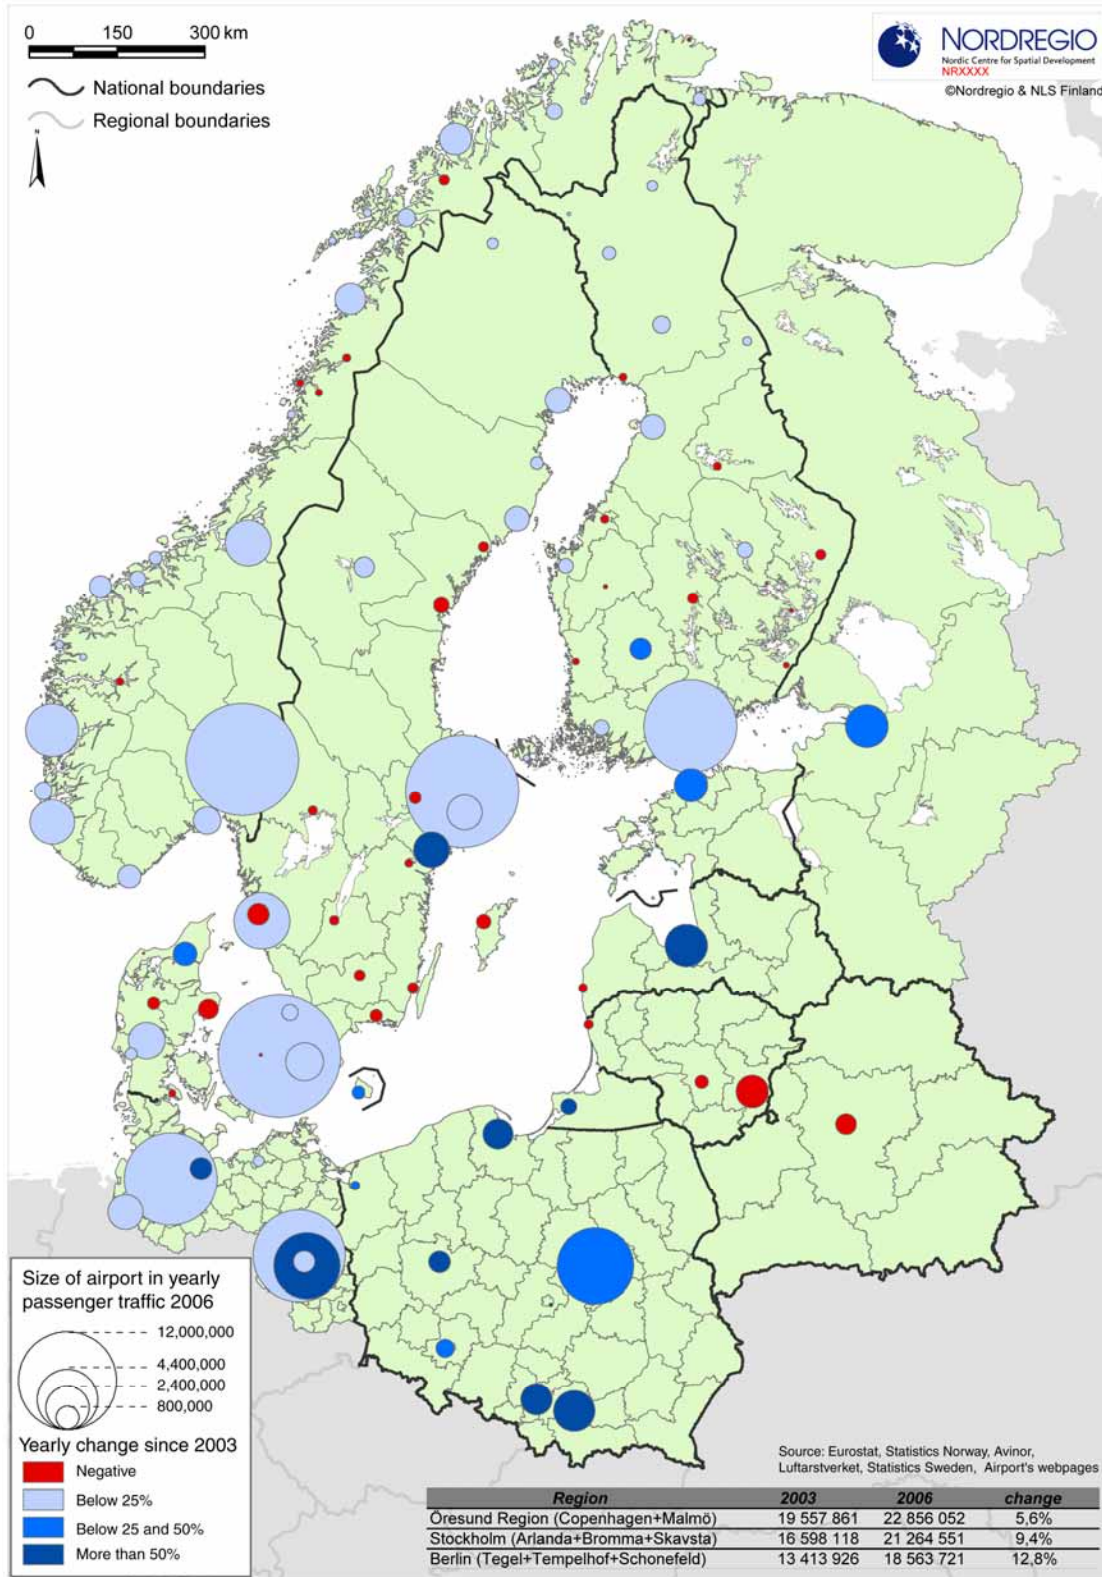 0 150 300 km
National boundaries
Regional boundaries
N
NORDREGIO
Nordic Centre for Spatial Development
NRXXXX
©Nordregio & NLS Finland
Size of airport in yearly
passenger traffic 2006
12,000,000
4,400,000
2,400,000
800,000
Yearly change since 2003
Negative
Below 25%
Below 25 and 50%
More than 50%
Source: Eurostat, Statistics Norway, Avinor,
Luftarstverket, Statistics Sweden, Airport's webpages
Region 2003 2006 change
Öresund Region (Copenhagen+Malmö) 19 557 861 22 856 052 5,6%
Stockholm (Arlanda+Bromma+Skavsta) 16 598 118 21 264 551 9,4%
Berlin (Tegel+Tempelhof+Schonefeld) 13 413 926 18 563 721 12,8%